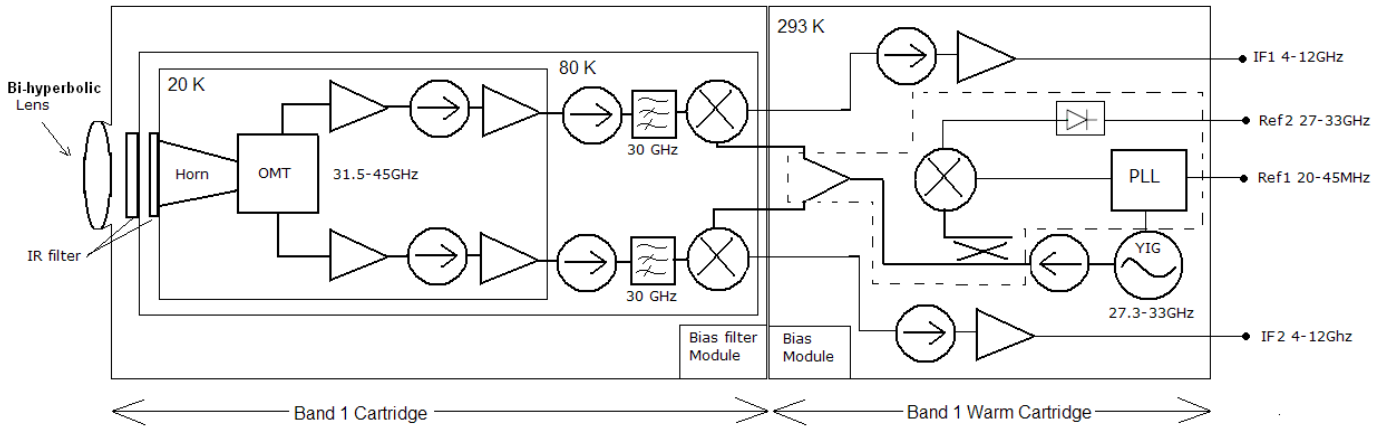 293 K
IF1 4-12GHz
80 K
20 K
Bi-hyperbolic
Lens
Ref2 27-33GHz
30 GHz
Horn
OMT
31.5-45GHz
PLL
Ref1 20-45MHz
IR filter
YIG
30 GHz
27.3-33GHz
Bias filter
Module
Bias
Module
IF2 4-12Ghz
Band 1 Cartridge
Band 1 Warm Cartridge